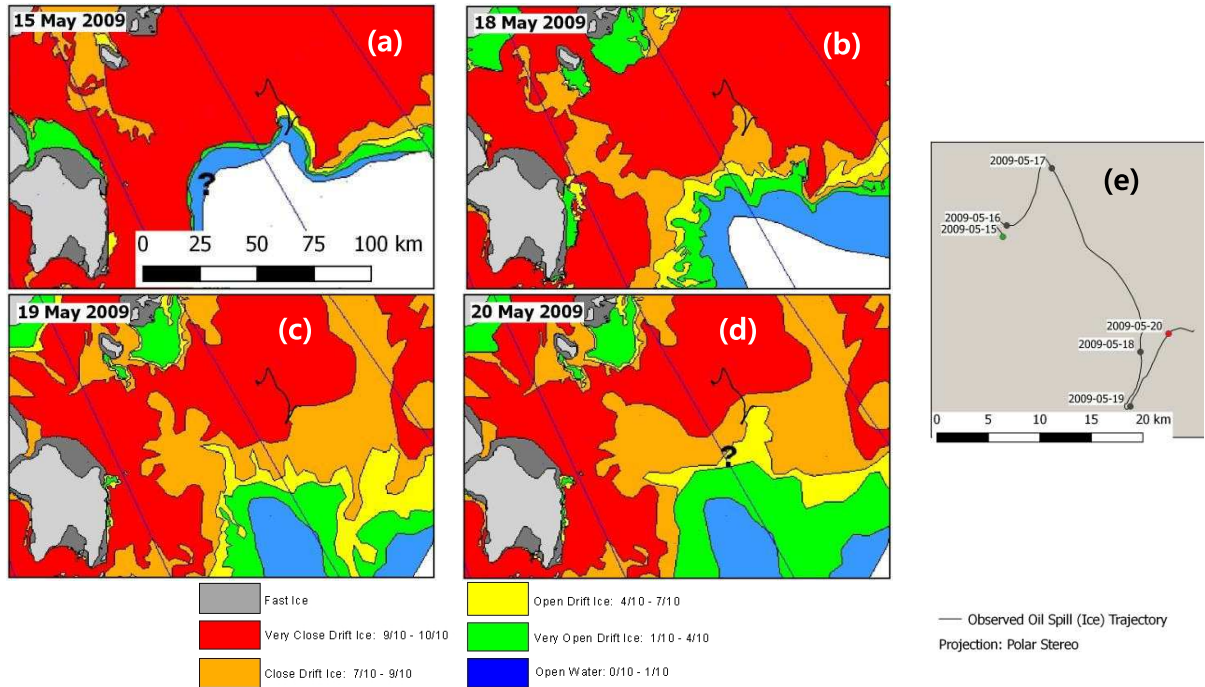 15 May 2009
(a)
?
0 25 50 75 100 km
18 May 2009
(b)
19 May 2009
(c)
20 May 2009
(d)
?
(e)
2009-05-17
2009-05-16
2009-05-15
2009-05-20
2009-05-18
2009-05-19
0 10 20 km
Fast Ice
Very Close Drift Ice: 9/10 - 10/10
Close Drift Ice: 7/10 - 9/10
Open Drift Ice: 4/10 - 7/10
Very Open Drift Ice: 1/10 - 4/10
Open Water: 0/10 - 1/10
Observed Oil Spill (Ice) Trajectory
Projection: Polar Stereo